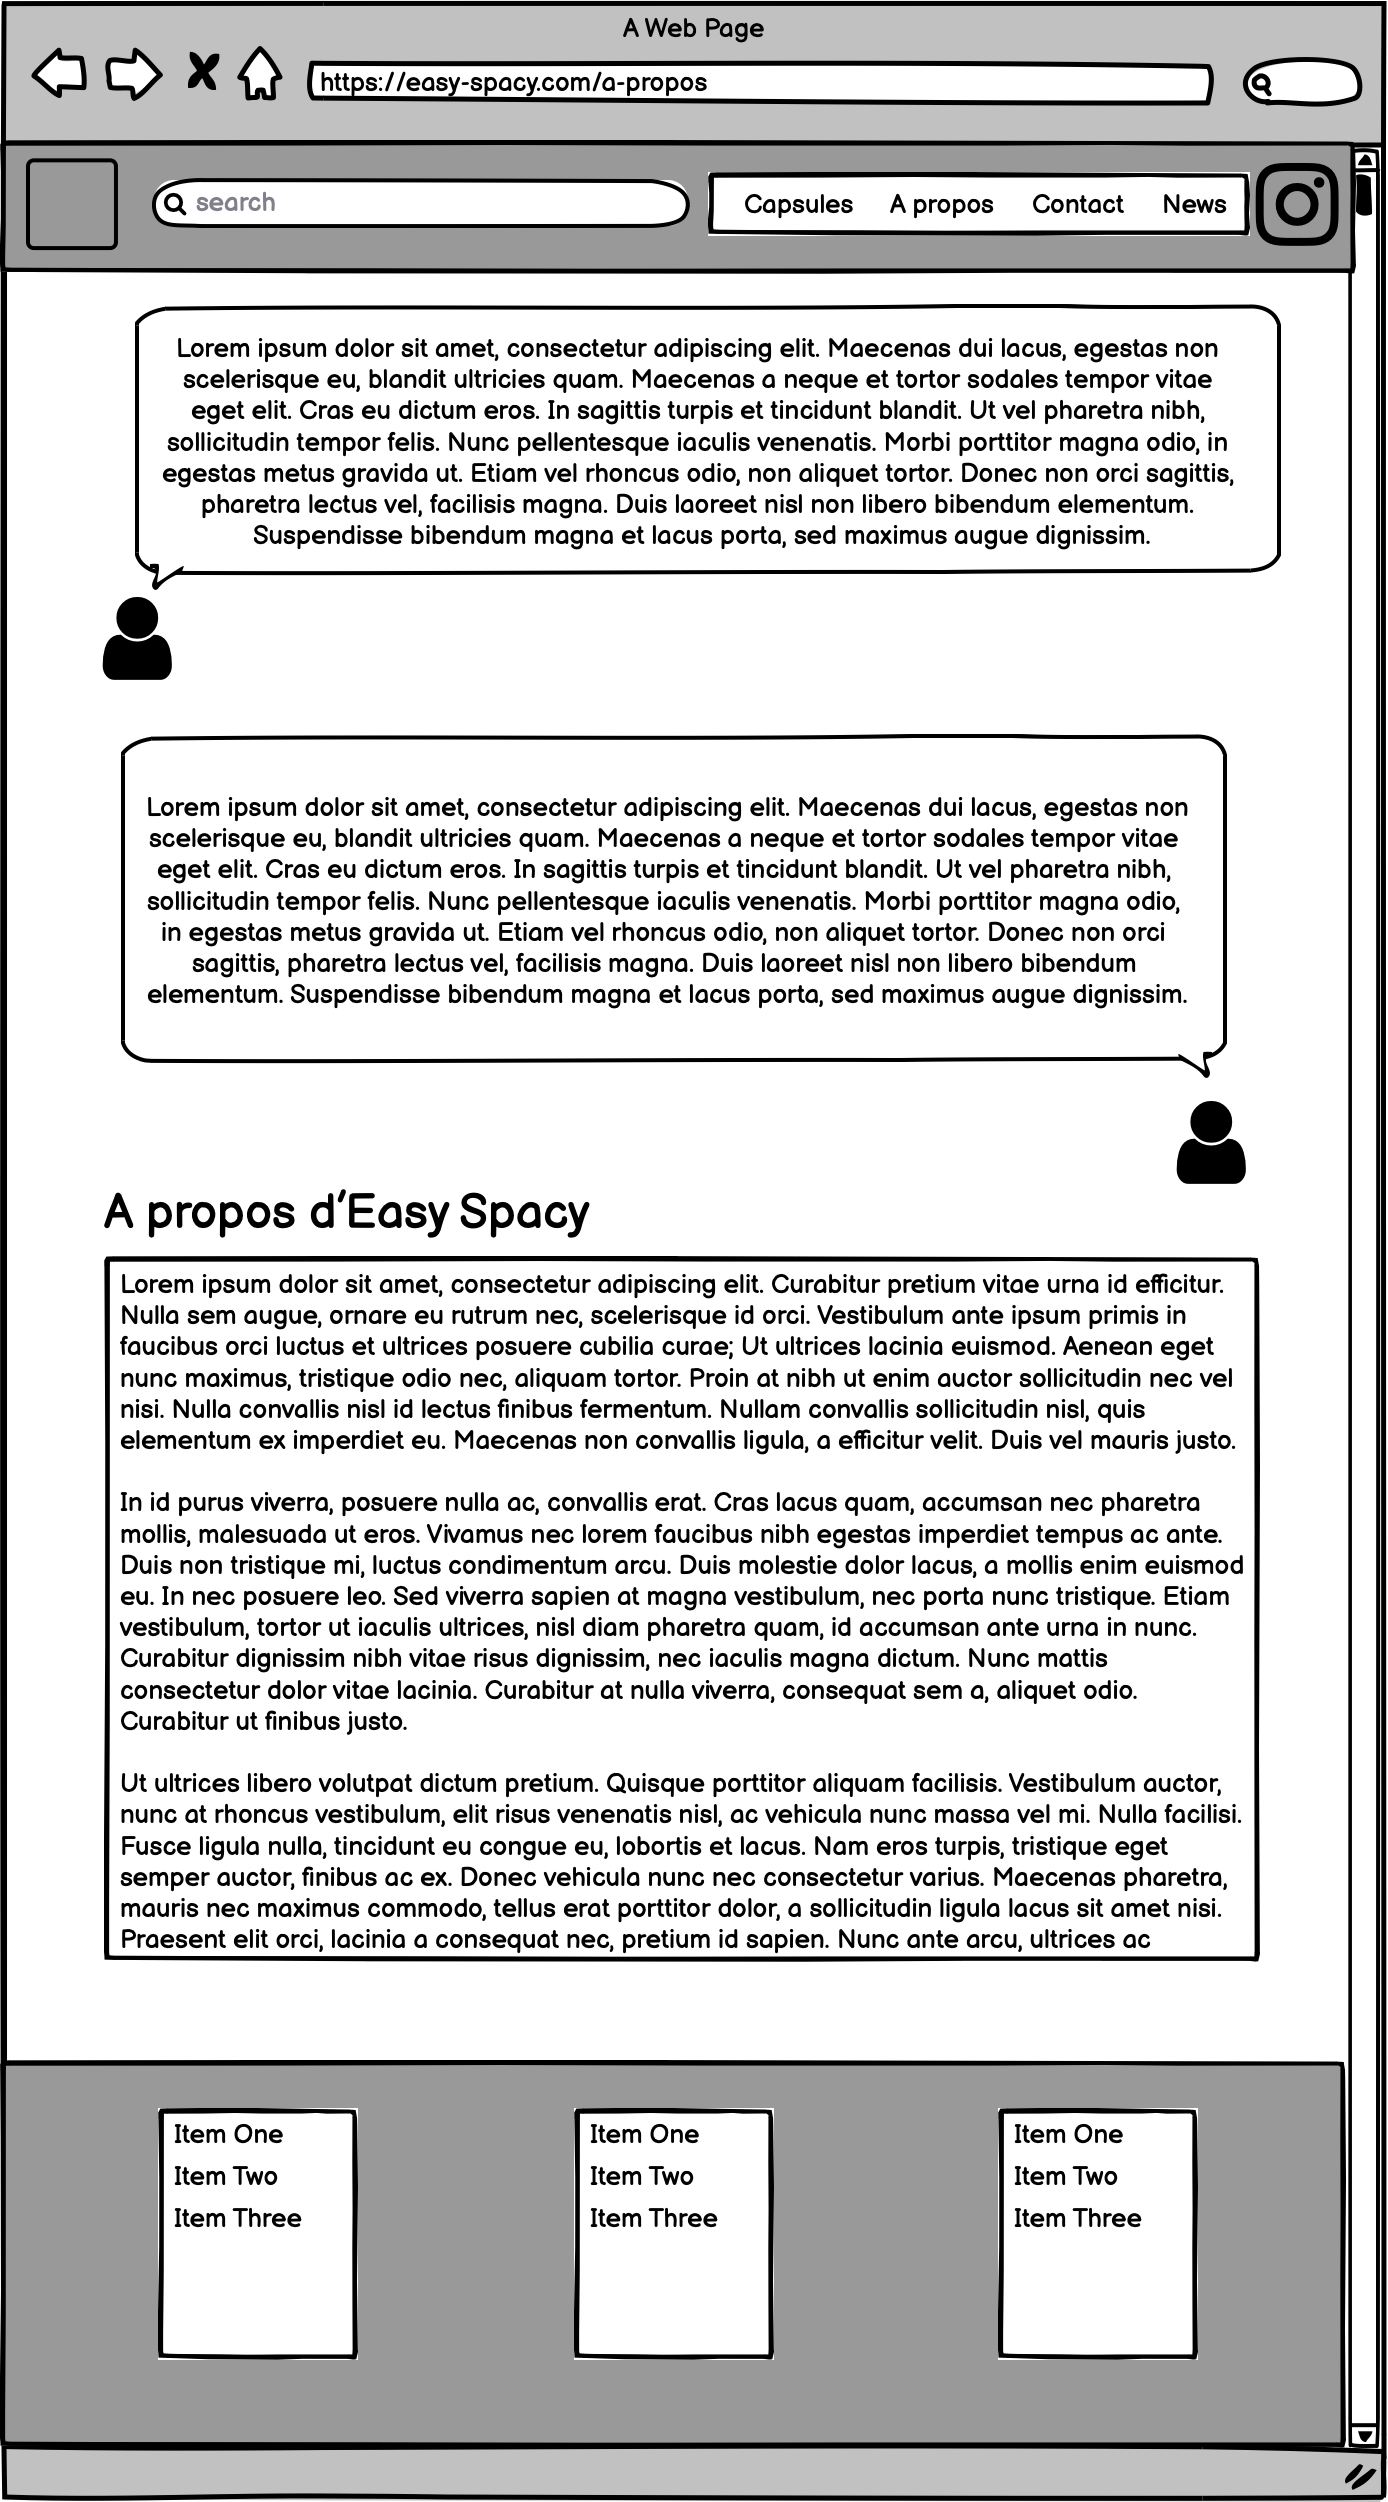 A Web Page
https://easy-spacy.com/a-propos
search
Capsules A propos Contact News
Lorem ipsum dolor sit amet, consectetur adipiscing elit. Maecenas dui lacus, egestas non
scelerisque eu, blandit ultricies quam. Maecenas a neque et tortor sodales tempor vitae
eget elit. Cras eu dictum eros. In sagittis turpis et tincidunt blandit. Ut vel pharetra nibh,
sollicitudin tempor felis. Nunc pellentesque iaculis venenatis. Morbi porttitor magna odio, in
egestas metus gravida ut. Etiam vel rhoncus odio, non aliquet tortor. Donec non orci sagittis,
pharetra lectus vel, facilisis magna. Duis laoreet nisl non libero bibendum elementum.
Suspendisse bibendum magna et lacus porta, sed maximus augue dignissim.
Lorem ipsum dolor sit amet, consectetur adipiscing elit. Maecenas dui lacus, egestas non
scelerisque eu, blandit ultricies quam. Maecenas a neque et tortor sodales tempor vitae
eget elit. Cras eu dictum eros. In sagittis turpis et tincidunt blandit. Ut vel pharetra nibh,
sollicitudin tempor felis. Nunc pellentesque iaculis venenatis. Morbi porttitor magna odio,
in egestas metus gravida ut. Etiam vel rhoncus odio, non aliquet tortor. Donec non orci
sagittis, pharetra lectus vel, facilisis magna. Duis laoreet nisl non libero bibendum
elementum. Suspendisse bibendum magna et lacus porta, sed maximus augue dignissim.
A propos d'Easy Spacy
Lorem ipsum dolor sit amet, consectetur adipiscing elit. Curabitur pretium vitae urna id efficitur.
Nulla sem augue, ornare eu rutrum nec, scelerisque id orci. Vestibulum ante ipsum primis in
faucibus orci luctus et ultrices posuere cubilia curae; Ut ultrices lacinia euismod. Aenean eget
nunc maximus, tristique odio nec, aliquam tortor. Proin at nibh ut enim auctor sollicitudin nec vel
nisi. Nulla convallis nisl id lectus finibus fermentum. Nullam convallis sollicitudin nisl, quis
elementum ex imperdiet eu. Maecenas non convallis ligula, a efficitur velit. Duis vel mauris justo.
In id purus viverra, posuere nulla ac, convallis erat. Cras lacus quam, accumsan nec pharetra
mollis, malesuada ut eros. Vivamus nec lorem faucibus nibh egestas imperdiet tempus ac ante.
Duis non tristique mi, luctus condimentum arcu. Duis molestie dolor lacus, a mollis enim euismod
eu. In nec posuere leo. Sed viverra sapien at magna vestibulum, nec porta nunc tristique. Etiam
vestibulum, tortor ut iaculis ultrices, nisl diam pharetra quam, id accumsan ante urna in nunc.
Curabitur dignissim nibh vitae risus dignissim, nec iaculis magna dictum. Nunc mattis
consectetur dolor vitae lacinia. Curabitur at nulla viverra, consequat sem a, aliquet odio.
Curabitur ut finibus justo.
Ut ultrices libero volutpat dictum pretium. Quisque porttitor aliquam facilisis. Vestibulum auctor,
nunc at rhoncus vestibulum, elit risus venenatis nisl, ac vehicula nunc massa vel mi. Nulla facilisi.
Fusce ligula nulla, tincidunt eu congue eu, lobortis et lacus. Nam eros turpis, tristique eget
semper auctor, finibus ac ex. Donec vehicula nunc nec consectetur varius. Maecenas pharetra,
mauris nec maximus commodo, tellus erat porttitor dolor, a sollicitudin ligula lacus sit amet nisi.
Praesent elit orci, lacinia a consequat nec, pretium id sapien. Nunc ante arcu, ultrices ac
Item One
Item Two
Item Three
Item One
Item Two
Item Three
Item One
Item Two
Item Three